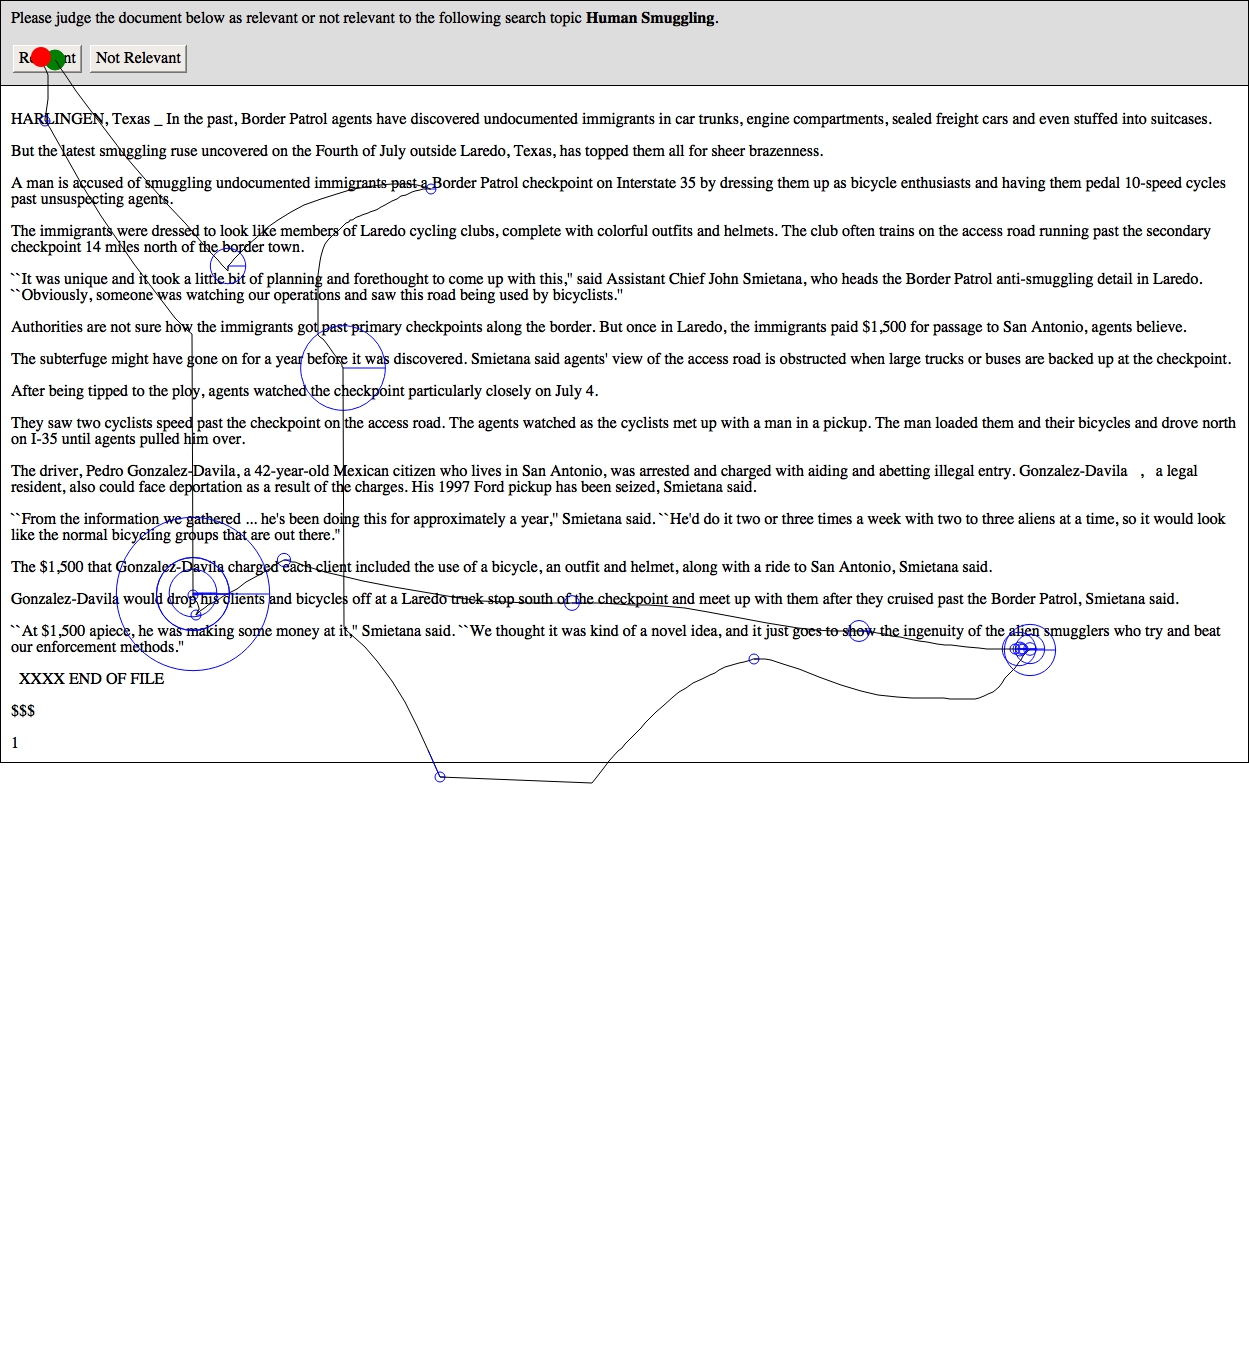 Please judge the document below as relevant or not relevant to the following search topic Human Smuggling.
Not Relevant
HARLINGEN, Texas _ In the past, Border Patrol agents have discovered undocumented immigrants in car trunks, engine compartments, sealed freight cars and even stuffed into suitcases.
But the latest smuggling ruse uncovered on the Fourth of July outside Laredo, Texas, has topped them all for sheer brazenness.
A man is accused of smuggling undocumented immigrants past a Border Patrol checkpoint on Interstate 35 by dressing them up as bicycle enthusiasts and having them pedal 10-speed cycles
past unsuspecting agents.
The immigrants were dressed to look like members of Laredo cycling clubs, complete with colorful outfits and helmets. The club often trains on the access road running past the secondary
checkpoint 14 miles north of the border town.
``It was unique and it took a little bit of planning and forethought to come up with this,'' said Assistant Chief John Smietana, who heads the Border Patrol anti-smuggling detail in Laredo.
``Obviously, someone was watching our operations and saw this road being used by bicyclists.''
Authorities are not sure how the immigrants got past primary checkpoints along the border. But once in Laredo, the immigrants paid $1,500 for passage to San Antonio, agents believe.
The subterfuge might have gone on for a year before it was discovered. Smietana said agents' view of the access road is obstructed when large trucks or buses are backed up at the checkpoint.
After being tipped to the ploy, agents watched the checkpoint particularly closely on July 4.
They saw two cyclists speed past the checkpoint on the access road. The agents watched as the cyclists met up with a man in a pickup. The man loaded them and their bicycles and drove north
on I-35 until agents pulled him over.
The driver, Pedro Gonzalez-Davila, a 42-year-old Mexican citizen who lives in San Antonio, was arrested and charged with aiding and abetting illegal entry. Gonzalez-Davila , a legal
resident, also could face deportation as a result of the charges. His 1997 Ford pickup has been seized, Smietana said.
``From the information we gathered ... he's been doing this for approximately a year,'' Smietana said. ``He'd do it two or three times a week with two to three aliens at a time, so it would look
like the normal bicycling groups that are out there.''
The $1,500 that Gonzalez-Davila charged each client included the use of a bicycle, an outfit and helmet, along with a ride to San Antonio, Smietana said.
Gonzalez-Davila would drop his clients and bicycles off at a Laredo truck stop south of the checkpoint and meet up with them after they cruised past the Border Patrol, Smietana said.
``At $1,500 apiece, he was making some money at it,'' Smietana said. ``We thought it was kind of a novel idea, and it just goes to show the ingenuity of the alien smugglers who try and beat
our enforcement methods.''
XXXX END OF FILE
$$$
1